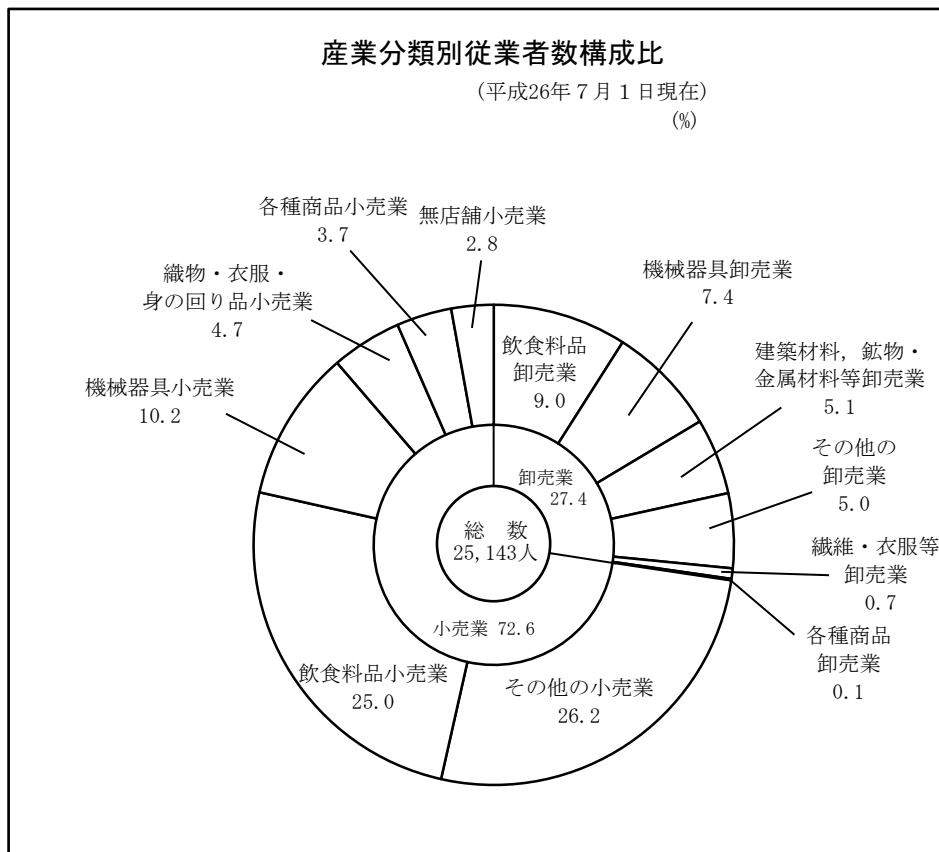 産業分類別従業者数構成比
(平成26年7月1日現在)
(%)
各種商品小売業
3.7
無店舗小売業
2.8
織物・衣服・
身の回り品小売業
4.7
機械器具小売業
10.2
機械器具卸売業
7.4
飲食料品
卸売業
9.0
建築材料，鉱物・
金属材料等卸売業
5.1
その他の
卸売業
5.0
卸売業
27.4
総　数
25,143人
繊維・衣服等
卸売業
0.7
各種商品
卸売業
0.1
小売業 72.6
飲食料品小売業
25.0
その他の小売業
26.2